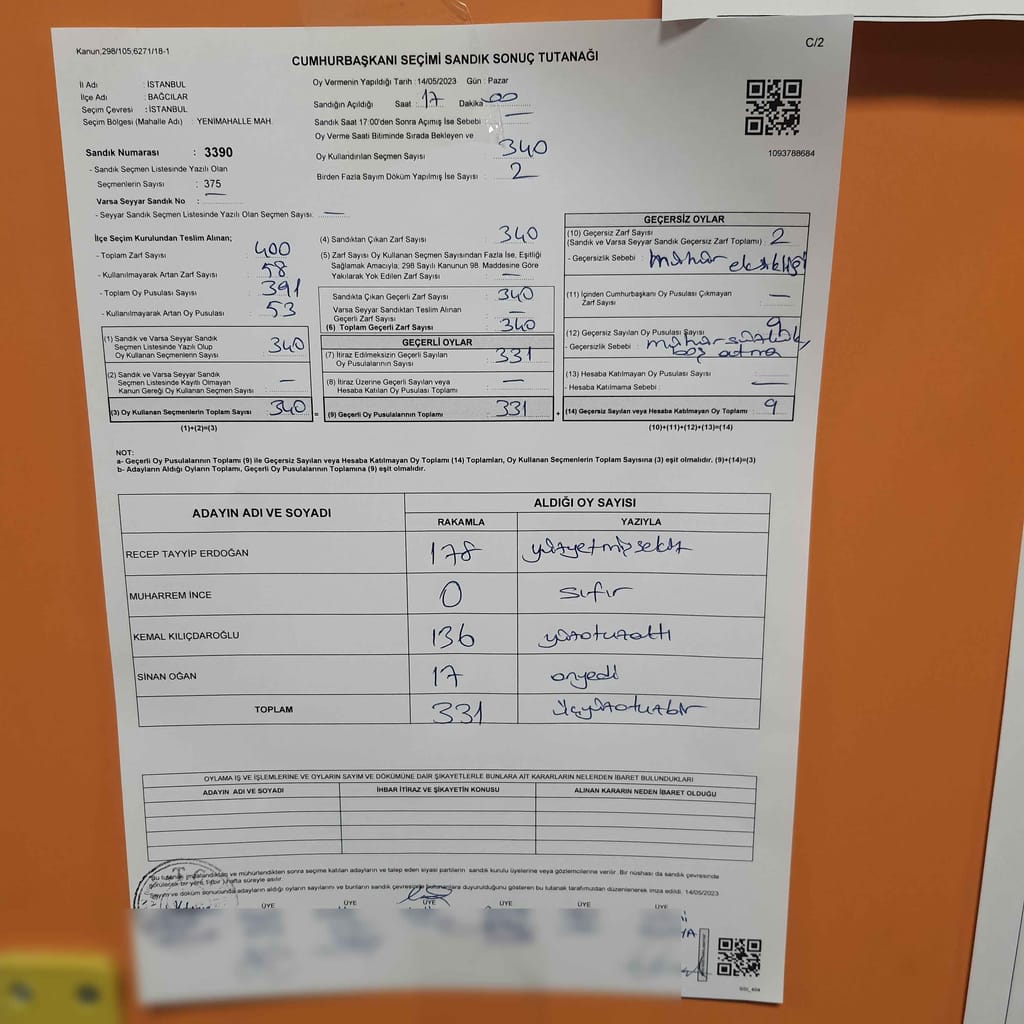 Kanun,298/105,6271/18-1
C/2
CUMHURBAŞKANI SEÇİMİ SANDIK SONUÇ TUTANAĞI
İl Adı : İSTANBUL
İlçe Adı : BAĞCILAR
Seçim Çevresi : İSTANBUL
Seçim Bölgesi (Mahalle Adı) : YENİMAHALLE MAH.
Sandık Numarası : 3390
- Sandık Seçmen Listesinde Yazılı Olan
Seçmenlerin Sayısı : 375
Varsa Seyyar Sandık No : —
- Seyyar Sandık Seçmen Listesinde Yazılı Olan Seçmen Sayısı: —
Oy Vermenin Yapıldığı Tarih : 14/05/2023 Gün : Pazar
Sandığın Açıldığı Saat : 17 Dakika 00
Sandık Saat 17:00'den Sonra Açımış İse Sebebi : —
Oy Verme Saati Bitiminde Sırada Bekleyen ve
Oy Kullandırılan Seçmen Sayısı : 340
Birden Fazla Sayım Döküm Yapılmış İse Sayısı : 2
1093788684
İlçe Seçim Kurulundan Teslim Alınan;
- Toplam Zarf Sayısı : 400
- Kullanılmayarak Artan Zarf Sayısı : 58
- Toplam Oy Pusulası Sayısı : 391
- Kullanılmayarak Artan Oy Pusulası : 53
(1) Sandık ve Varsa Seyyar Sandık
Seçmen Listesinde Yazılı Olup
Oy Kullanan Seçmenlerin Sayısı : 340
(2) Sandık ve Varsa Seyyar Sandık
Seçmen Listesinde Kayıtlı Olmayan
Kanun Gereği Oy Kullanan Seçmen Sayısı : —
(3) Oy Kullanan Seçmenlerin Toplam Sayısı : 340
(1)+(2)=(3)
(4) Sandıktan Çıkan Zarf Sayısı : 340
(5) Zarf Sayısı Oy Kullanan Seçmen Sayısından Fazla İse, Eşitliği
Sağlamak Amacıyla, 298 Sayılı Kanunun 98. Maddesine Göre
Yakılarak Yok Edilen Zarf Sayısı : —
Sandıkta Çıkan Geçerli Zarf Sayısı : 340
Varsa Seyyar Sandıktan Teslim Alınan
Geçerli Zarf Sayısı : —
(6) Toplam Geçerli Zarf Sayısı : 340
GEÇERLİ OYLAR
(7) İtiraz Edilmeksizin Geçerli Sayılan
Oy Pusulalarının Sayısı : 331
(8) İtiraz Üzerine Geçerli Sayılan veya
Hesaba Katılan Oy Pusulası Toplamı : —
= (9) Geçerli Oy Pusulalarının Toplamı : 331 +
GEÇERSİZ OYLAR
(10) Geçersiz Zarf Sayısı
(Sandık ve Varsa Seyyar Sandık Geçersiz Zarf Toplamı) : 2
- Geçersizlik Sebebi : mühür eksikliği
(11) İçinden Cumhurbaşkanı Oy Pusulası Çıkmayan
Zarf Sayısı : —
(12) Geçersiz Sayılan Oy Pusulası Sayısı : 9
- Geçersizlik Sebebi : mühürsüzlük,
boş atma
(13) Hesaba Katılmayan Oy Pusulası Sayısı :
- Hesaba Katılmama Sebebi : —
(14) Geçersiz Sayılan veya Hesaba Katılmayan Oy Toplamı : 9
(10)+(11)+(12)+(13)=(14)
NOT:
a- Geçerli Oy Pusulalarının Toplamı (9) ile Geçersiz Sayılan veya Hesaba Katılmayan Oy Toplamı (14) Toplamları, Oy Kullanan Seçmenlerin Toplam Sayısına (3) eşit olmalıdır. (9)+(14)=(3)
b- Adayların Aldığı Oyların Toplamı, Geçerli Oy Pusulalarının Toplamına (9) eşit olmalıdır.
ADAYIN ADI VE SOYADI
ALDIĞI OY SAYISI
RAKAMLA YAZIYLA
RECEP TAYYİP ERDOĞAN 178 yüzyetmişsekiz
MUHARREM İNCE 0 sıfır
KEMAL KILIÇDAROĞLU 136 yüzotuzaltı
SİNAN OĞAN 17 onyedi
TOPLAM 331 üçyüzotuzbir
OYLAMA İŞ VE İŞLEMLERİNE VE OYLARIN SAYIM VE DÖKÜMÜNE DAİR ŞİKAYETLERLE BUNLARA AİT KARARLARIN NELERDEN İBARET BULUNDUKLARI
ADAYIN ADI VE SOYADI İHBAR İTİRAZ VE ŞİKAYETİN KONUSU ALINAN KARARIN NEDEN İBARET OLDUĞU
T.C.
mühürlendikten sonra seçime katılan adayların ve talep eden siyasi partilerin sandık kurulu üyelerine veya gözlemcilerine verilir. Bir nüshası da sandık çevresinde
görülecek bir yere, 1 (bir) hafta süreyle asılır.
Sayım ve döküm sonucunda adayların aldığı oyların sayılarını ve bunların sandık çevresinde bulunanlara duyurulduğunu gösteren bu tutanak tarafımızdan düzenlenerek imza edildi. 14/05/2023
ÜYE ÜYE ÜYE ÜYE ÜYE ÜYE